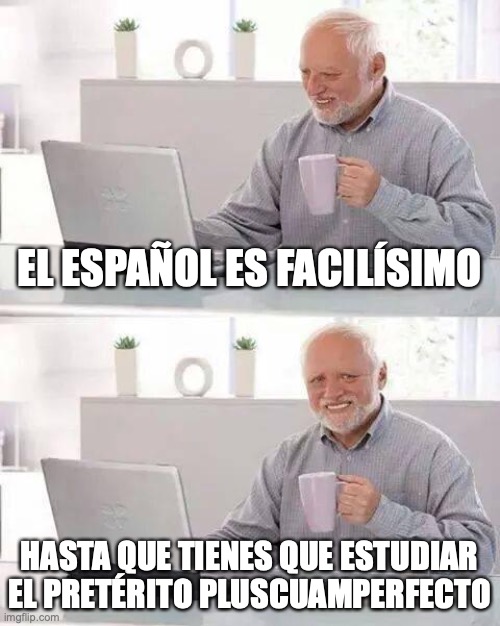 EL ESPAÑOL ES FACILÍSIMO
HASTA QUE TIENES QUE ESTUDIAR
EL PRETÉRITO PLUSCUAMPERFECTO
imgflip.com